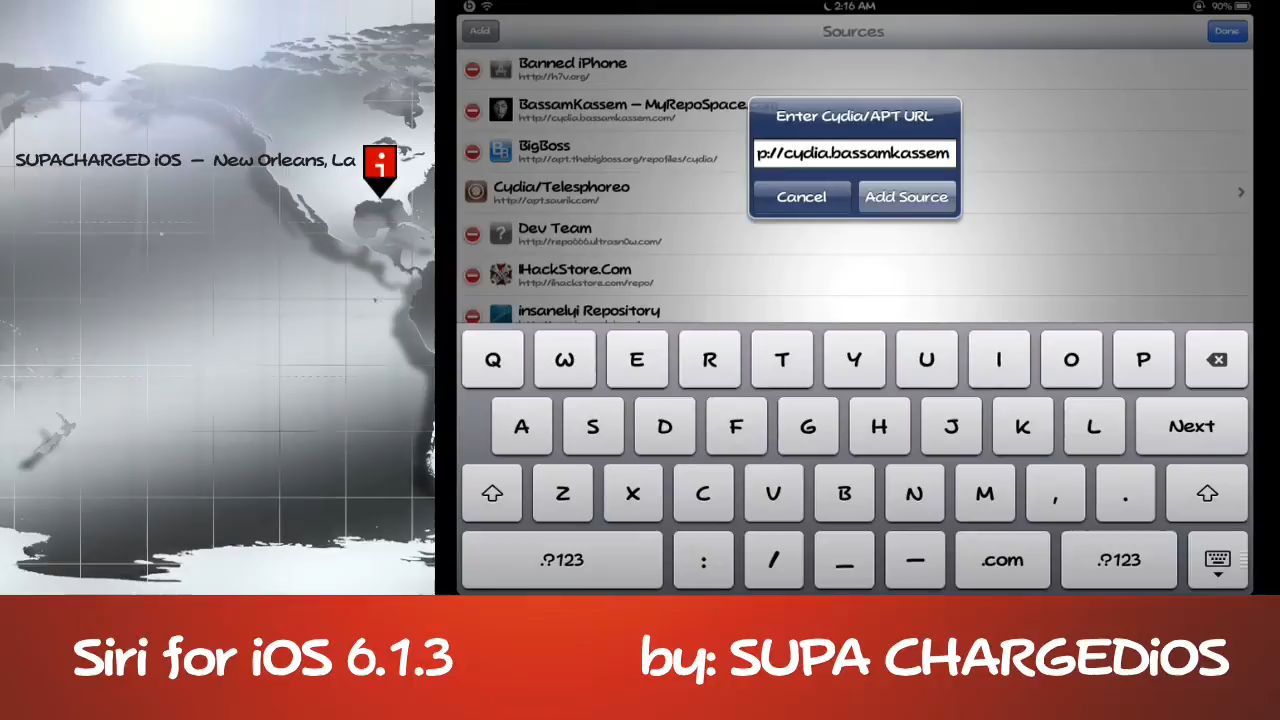 2:16 AM
90%
Add
Sources
Done
Banned iPhone
http://h7v.org/
BassamKassem – MyRepoSpace.com
http://cydia.bassamkassem.com/
BigBoss
http://apt.thebigboss.org/repofiles/cydia/
Cydia/Telesphoreo
http://apt.saurik.com/
Dev Team
http://repo666.ultrasn0w.com/
IHackStore.Com
http://ihackstore.com/repo/
insanelyi Repository
Enter Cydia/APT URL
p://cydia.bassamkassem
Cancel
Add Source
SUPACHARGED iOS – New Orleans, La
i
Q W E R T Y U I O P
A S D F G H J K L Next
Z X C V B N M , .
.?123 : / _ – .com .?123
Siri for iOS 6.1.3
by: SUPA CHARGEDiOS